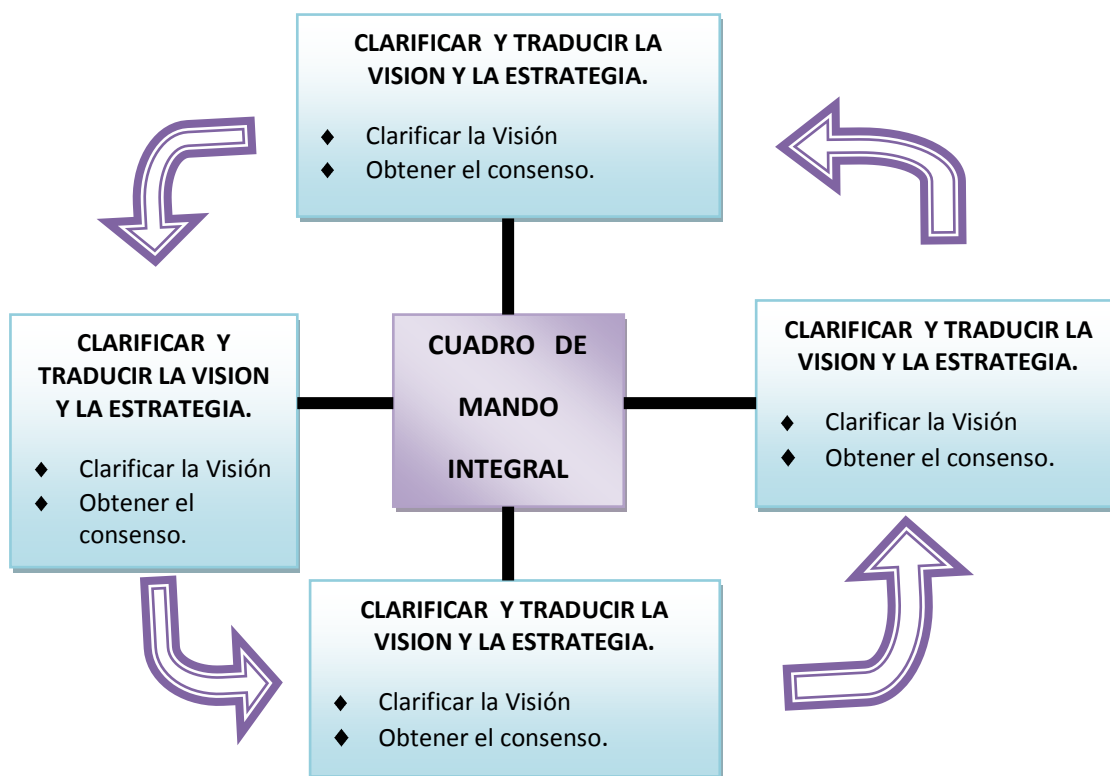 CLARIFICAR Y TRADUCIR LA
VISION Y LA ESTRATEGIA.
♦ Clarificar la Visión
♦ Obtener el consenso.
CLARIFICAR Y
TRADUCIR LA VISION
Y LA ESTRATEGIA.
♦ Clarificar la Visión
♦ Obtener el
consenso.
CUADRO DE
MANDO
INTEGRAL
CLARIFICAR Y TRADUCIR LA
VISION Y LA ESTRATEGIA.
♦ Clarificar la Visión
♦ Obtener el consenso.
CLARIFICAR Y TRADUCIR LA
VISION Y LA ESTRATEGIA.
♦ Clarificar la Visión
♦ Obtener el consenso.